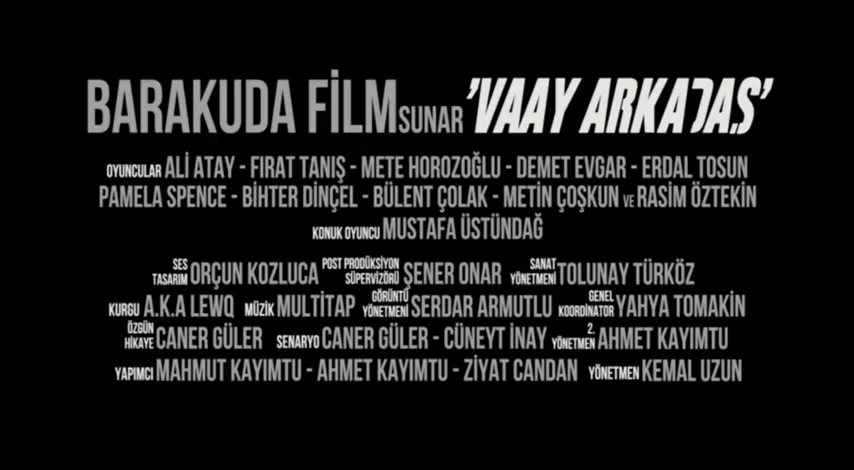 BARAKUDA FİLM SUNAR 'VAAY ARKADAŞ'
OYUNCULAR ALİ ATAY - FIRAT TANIŞ - METE HOROZOĞLU - DEMET EVGAR - ERDAL TOSUN
PAMELA SPENCE - BİHTER DİNÇEL - BÜLENT ÇOLAK - METİN ÇOŞKUN VE RASİM ÖZTEKİN
KONUK OYUNCU MUSTAFA ÜSTÜNDAĞ
SES TASARIM ORÇUN KOZLUCA POST PRODÜKSİYON SÜPERVİZÖRÜ ŞENER ONAR SANAT YÖNETMENİ TOLUNAY TÜRKÖZ
KURGU A.K.A LEWQ MÜZİK MULTİTAP GÖRÜNTÜ YÖNETMENİ SERDAR ARMUTLU GENEL KOORDİNATOR YAHYA TOMAKİN
ÖZGÜN HİKAYE CANER GÜLER SENARYO CANER GÜLER - CÜNEYT İNAY 2. YÖNETMEN AHMET KAYIMTU
YAPIMCI MAHMUT KAYIMTU - AHMET KAYIMTU - ZİYAT CANDAN YÖNETMEN KEMAL UZUN